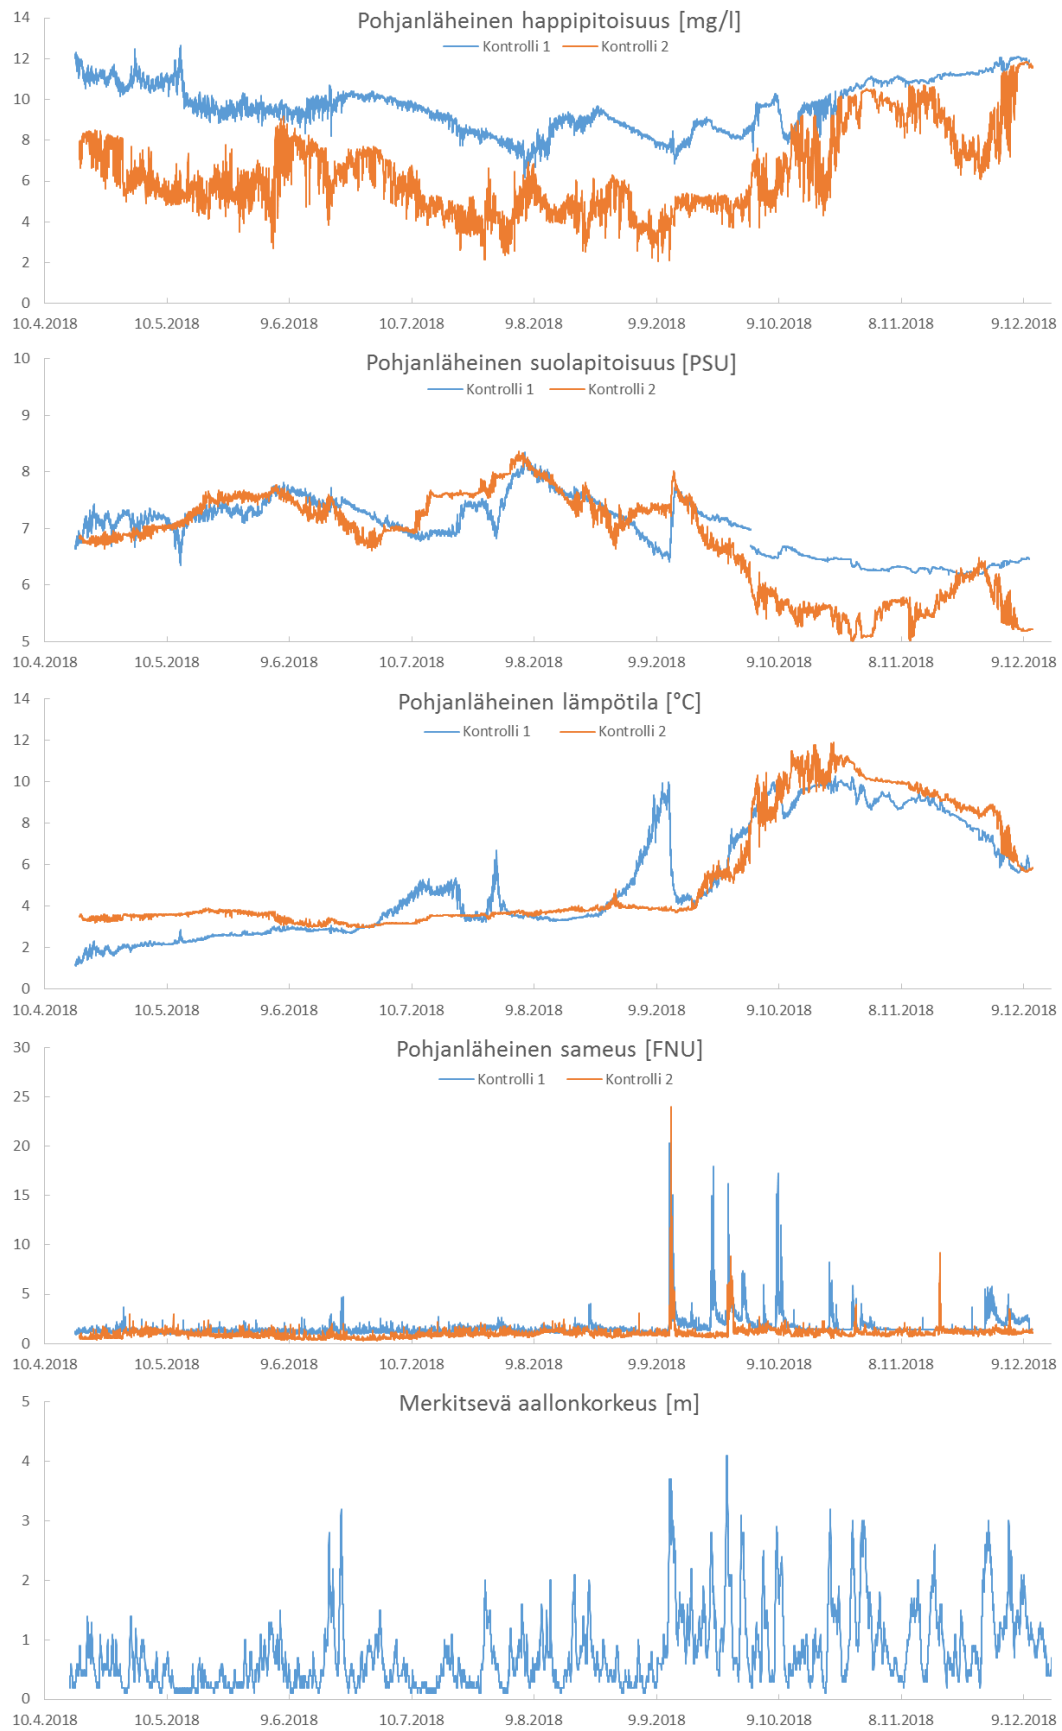 Pohjanläheinen happipitoisuus [mg/l]
Kontrolli 1 Kontrolli 2
14
12
10
8
6
4
2
0
10.4.2018 10.5.2018 9.6.2018 10.7.2018 9.8.2018 9.9.2018 9.10.2018 8.11.2018 9.12.2018
Pohjanläheinen suolapitoisuus [PSU]
Kontrolli 1 Kontrolli 2
10
9
8
7
6
5
10.4.2018 10.5.2018 9.6.2018 10.7.2018 9.8.2018 9.9.2018 9.10.2018 8.11.2018 9.12.2018
Pohjanläheinen lämpötila [°C]
Kontrolli 1 Kontrolli 2
14
12
10
8
6
4
2
0
10.4.2018 10.5.2018 9.6.2018 10.7.2018 9.8.2018 9.9.2018 9.10.2018 8.11.2018 9.12.2018
Pohjanläheinen sameus [FNU]
Kontrolli 1 Kontrolli 2
30
25
20
15
10
5
0
10.4.2018 10.5.2018 9.6.2018 10.7.2018 9.8.2018 9.9.2018 9.10.2018 8.11.2018 9.12.2018
Merkitsevä aallonkorkeus [m]
5
4
3
2
1
0
10.4.2018 10.5.2018 9.6.2018 10.7.2018 9.8.2018 9.9.2018 9.10.2018 8.11.2018 9.12.2018